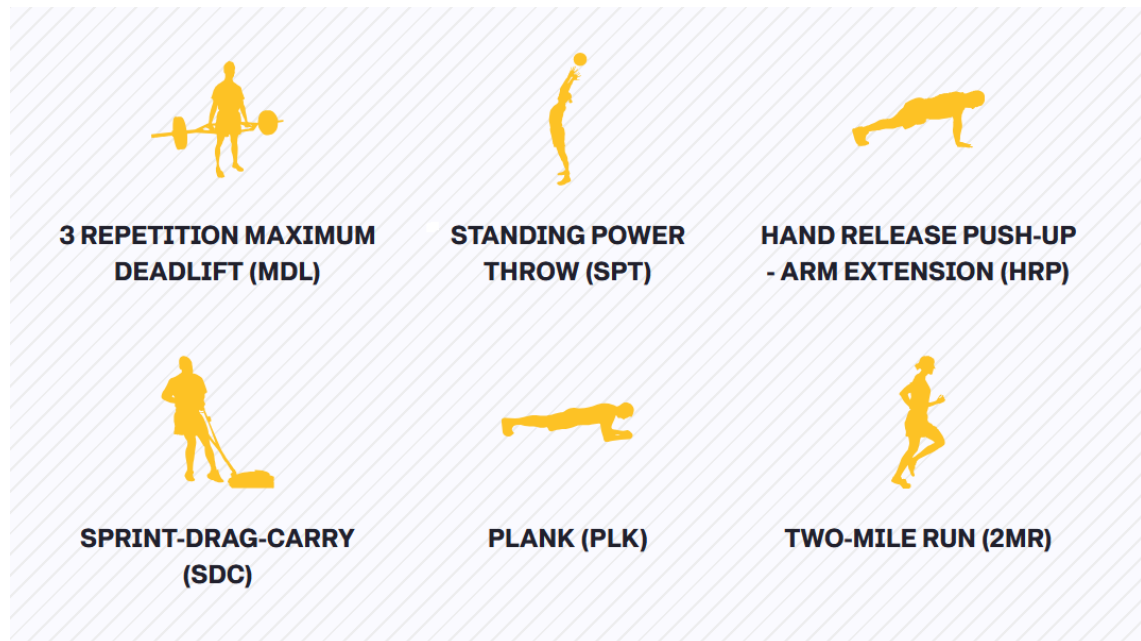 3 REPETITION MAXIMUM
DEADLIFT (MDL)
STANDING POWER
THROW (SPT)
HAND RELEASE PUSH-UP
- ARM EXTENSION (HRP)
SPRINT-DRAG-CARRY
(SDC)
PLANK (PLK)
TWO-MILE RUN (2MR)